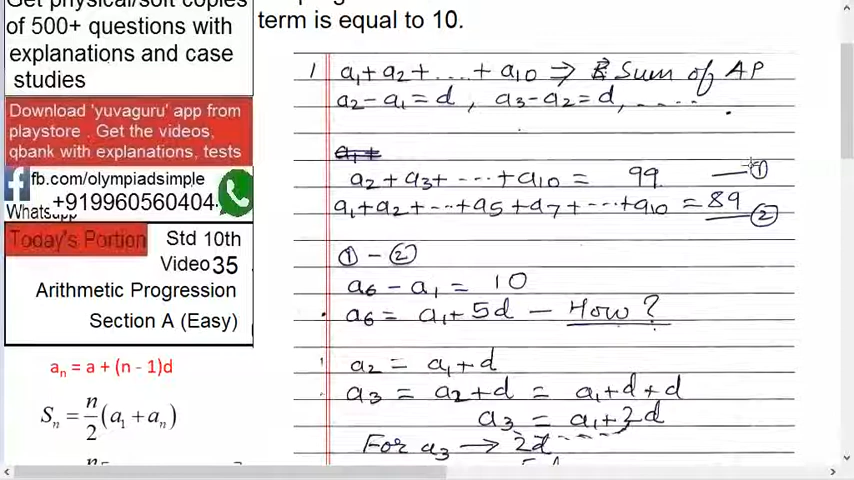 Get physical/soft copies
of 500+ questions with
explanations and case
studies
Download 'yuvaguru' app from
playstore . Get the videos,
qbank with explanations, tests
fb.com/olympiadsimple
Whatsupp +919960560404
Today's Portion Std 10th
Video 35
Arithmetic Progression
Section A (Easy)
aₙ = a + (n - 1)d
Sₙ = n/2 (a₁ + aₙ)
term is equal to 10.
1 a₁ + a₂ + .... + a₁₀ ⇒ Sum of AP
a₂ - a₁ = d , a₃ - a₂ = d, .....
a₁ +
a₂ + a₃ + ... + a₁₀ = 99 — ①
a₁ + a₂ + ... + a₅ + a₇ + ... + a₁₀ = 89 ②
① - ②
a₆ - a₁ = 10
a₆ = a₁ + 5d - How ?
a₂ = a₁ + d
a₃ = a₂ + d = a₁ + d + d
a₃ = a₁ + 2d
For a₃ → 2d